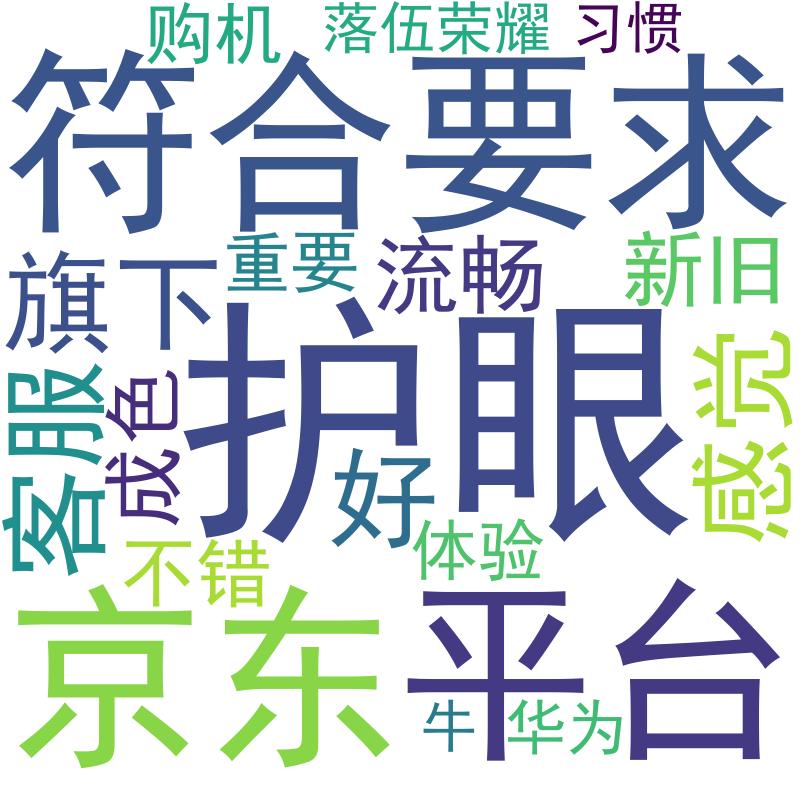 购机
落伍荣耀
习惯
符合要求
旗下
重要
流畅
新旧
护眼
客服
成色
感觉
好
不错
体验
京东
平台
牛
华为